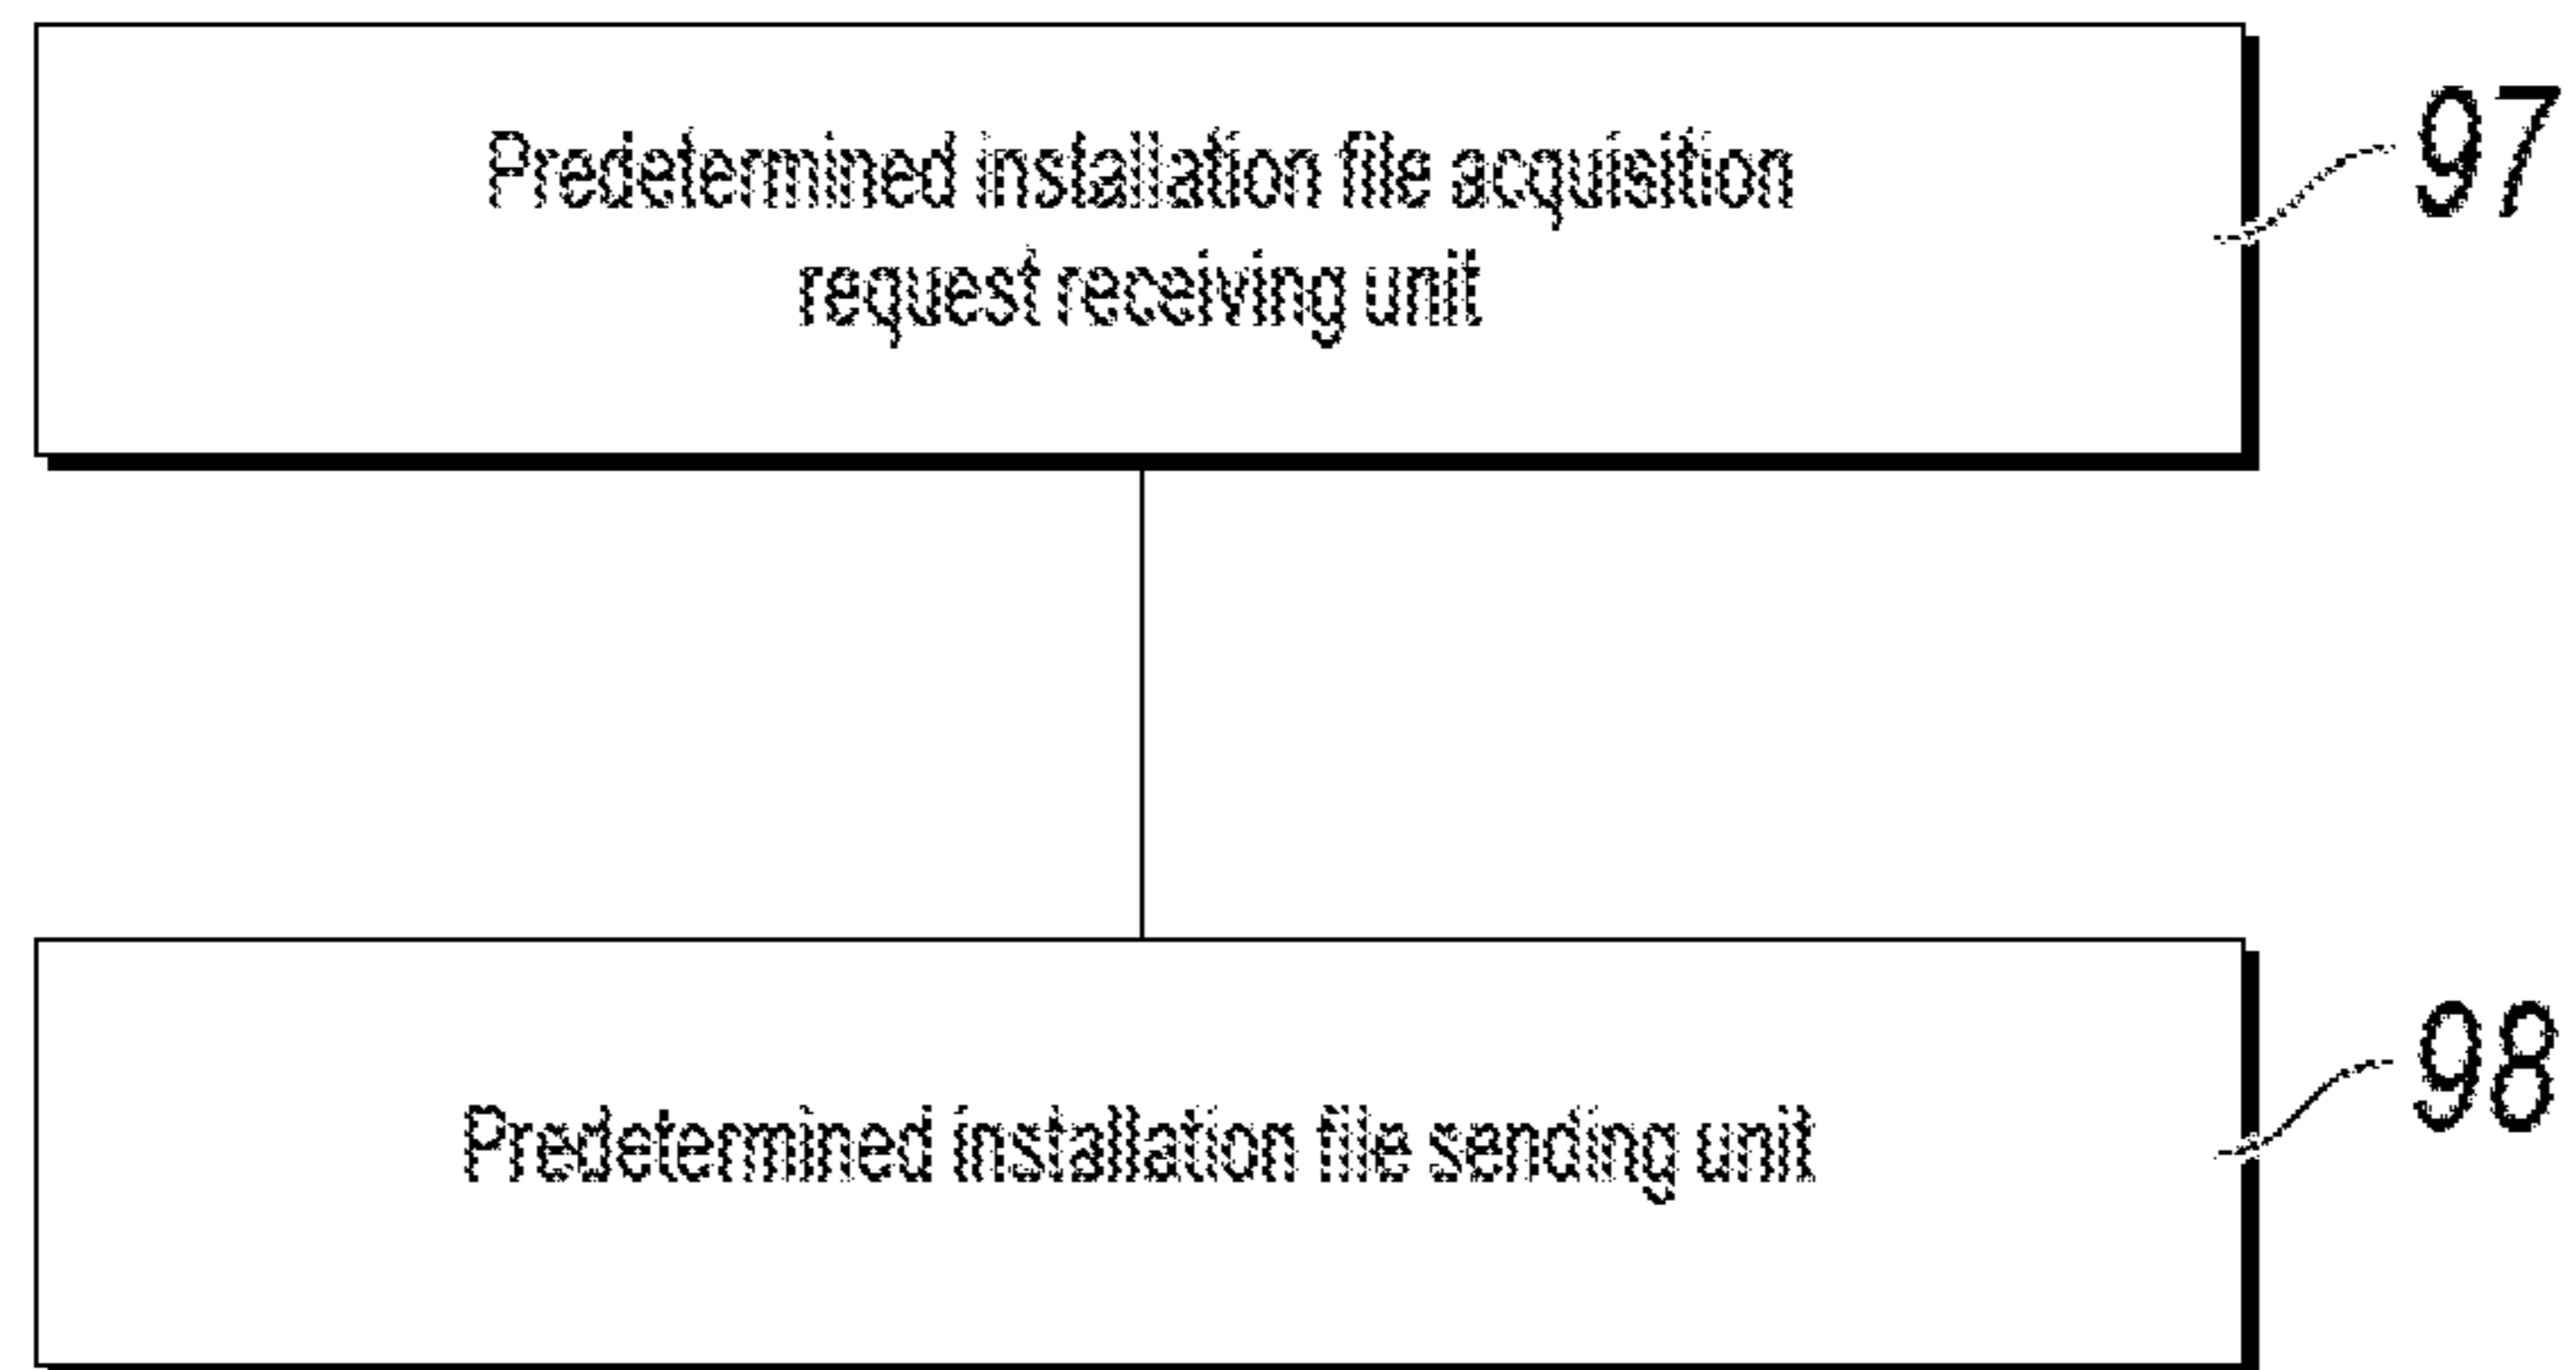 Predetermined installation file acquisition
request receiving unit
97
Predetermined installation file sending unit
98